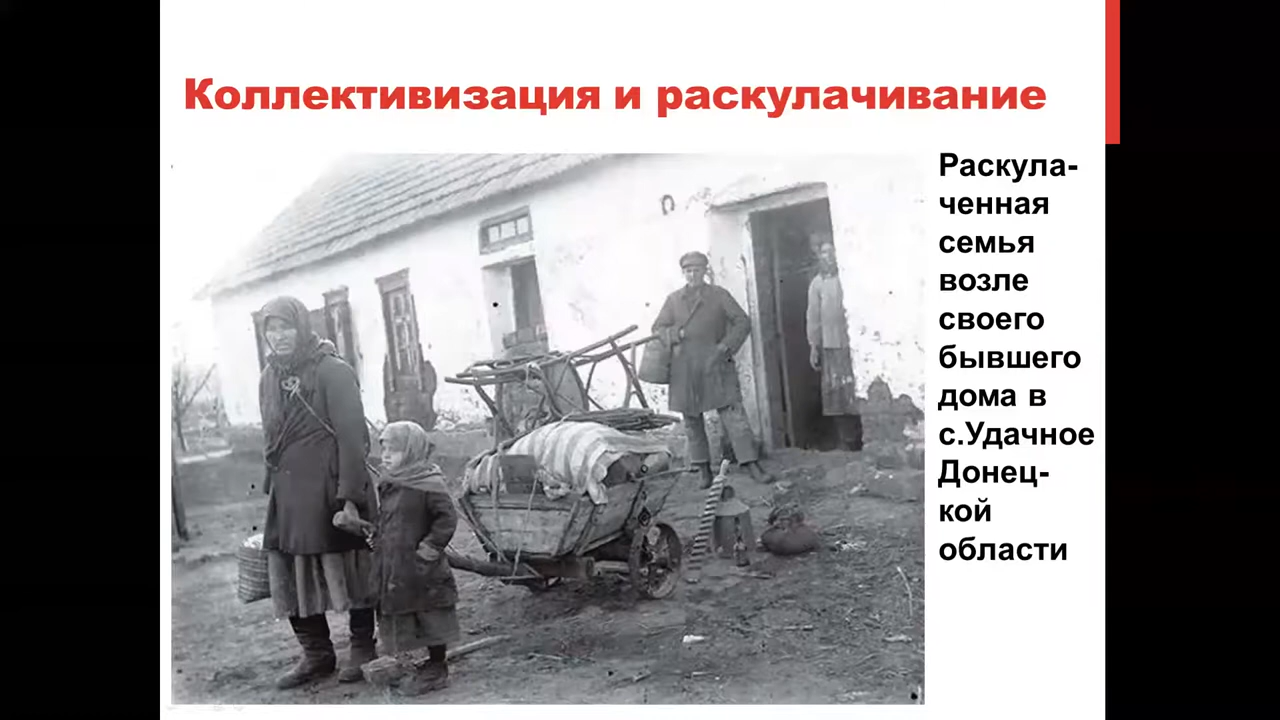 Коллективизация и раскулачивание
Раскула-
ченная
семья
возле
своего
бывшего
дома в
с.Удачное
Донец-
кой
области